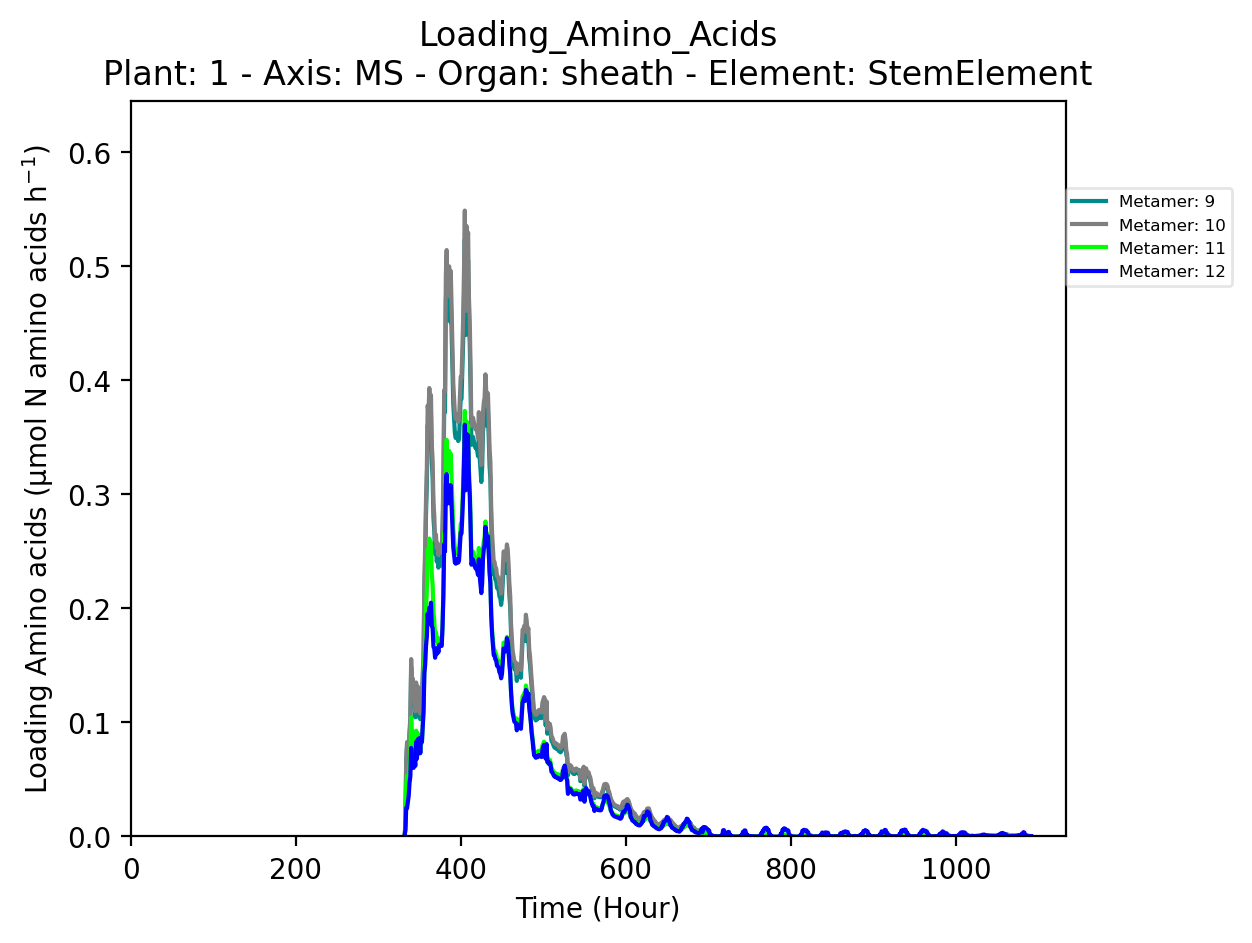 Loading_Amino_Acids
Plant: 1 - Axis: MS - Organ: sheath - Element: StemElement
Loading Amino acids (µmol N amino acids h⁻¹)
0.6
0.5
0.4
0.3
0.2
0.1
0.0
0 200 400 600 800 1000
Time (Hour)
Metamer: 9
Metamer: 10
Metamer: 11
Metamer: 12